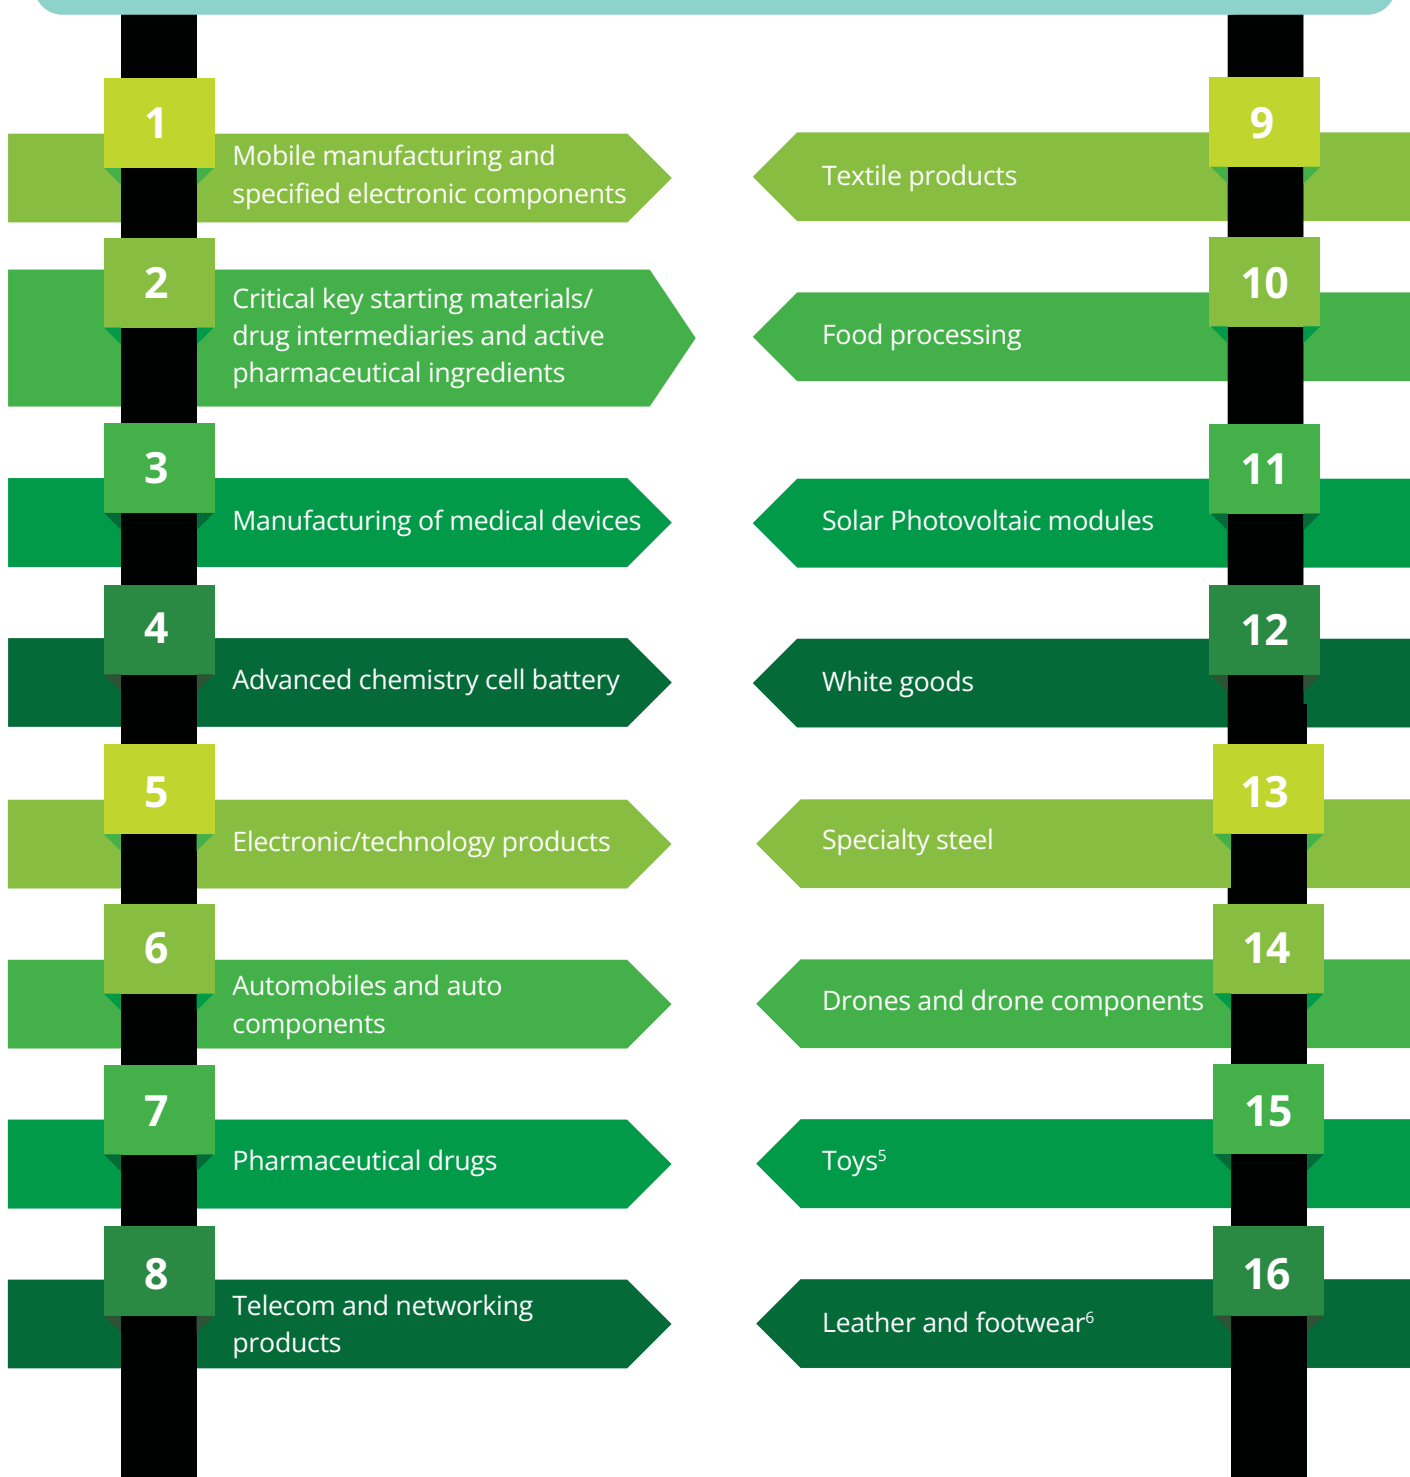 1
Mobile manufacturing and
specified electronic components
2
Critical key starting materials/
drug intermediaries and active
pharmaceutical ingredients
3
Manufacturing of medical devices
4
Advanced chemistry cell battery
5
Electronic/technology products
6
Automobiles and auto
components
7
Pharmaceutical drugs
8
Telecom and networking
products
9
Textile products
10
Food processing
11
Solar Photovoltaic modules
12
White goods
13
Specialty steel
14
Drones and drone components
15
Toys⁵
16
Leather and footwear⁶